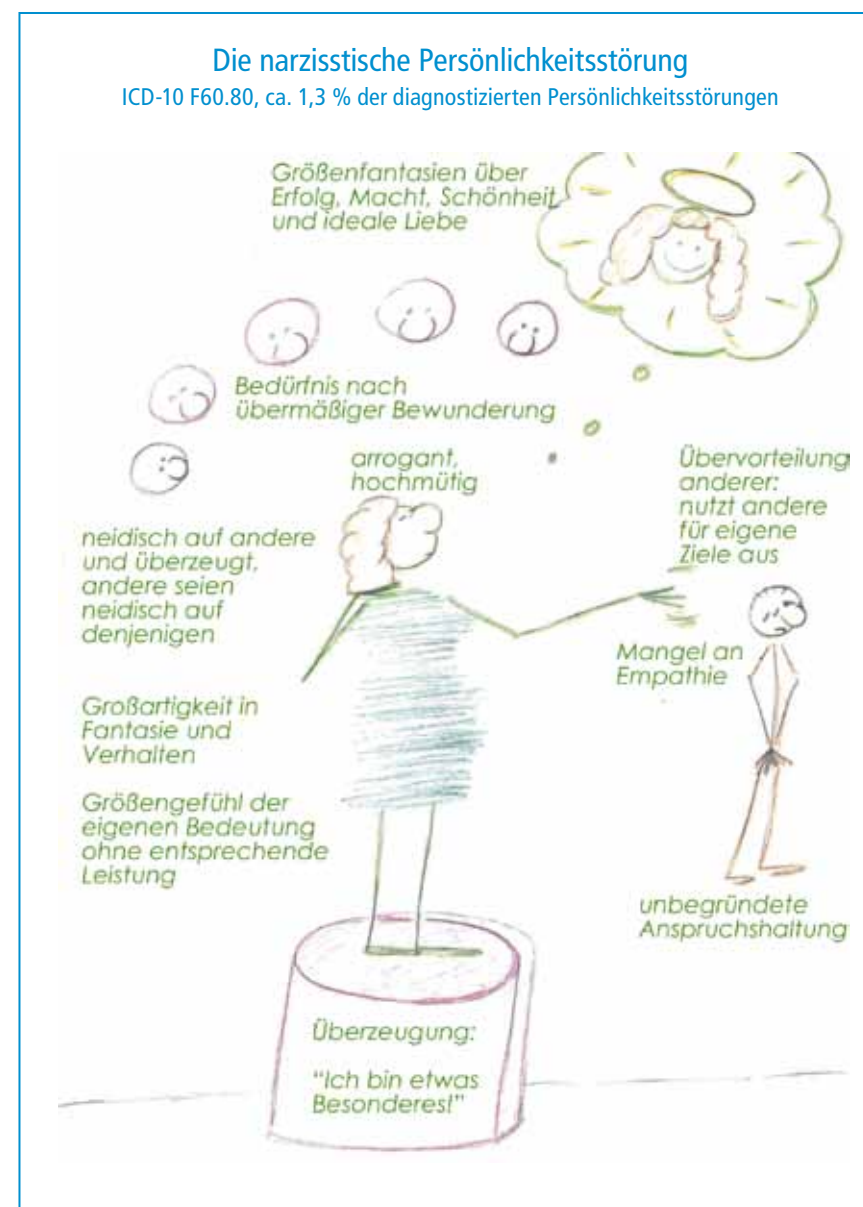 Die narzisstische Persönlichkeitsstörung
ICD-10 F60.80, ca. 1,3 % der diagnostizierten Persönlichkeitsstörungen
Größenfantasien über
Erfolg, Macht, Schönheit
und ideale Liebe
Bedürfnis nach
übermäßiger Bewunderung
arrogant,
hochmütig
Übervorteilung
anderer:
nutzt andere
für eigene
Ziele aus
neidisch auf andere
und überzeugt,
andere seien
neidisch auf
denjenigen
Mangel an
Empathie
Großartigkeit in
Fantasie und
Verhalten
Größengefühl der
eigenen Bedeutung
ohne entsprechende
Leistung
unbegründete
Anspruchshaltung
Überzeugung:
"Ich bin etwas
Besonderes!"